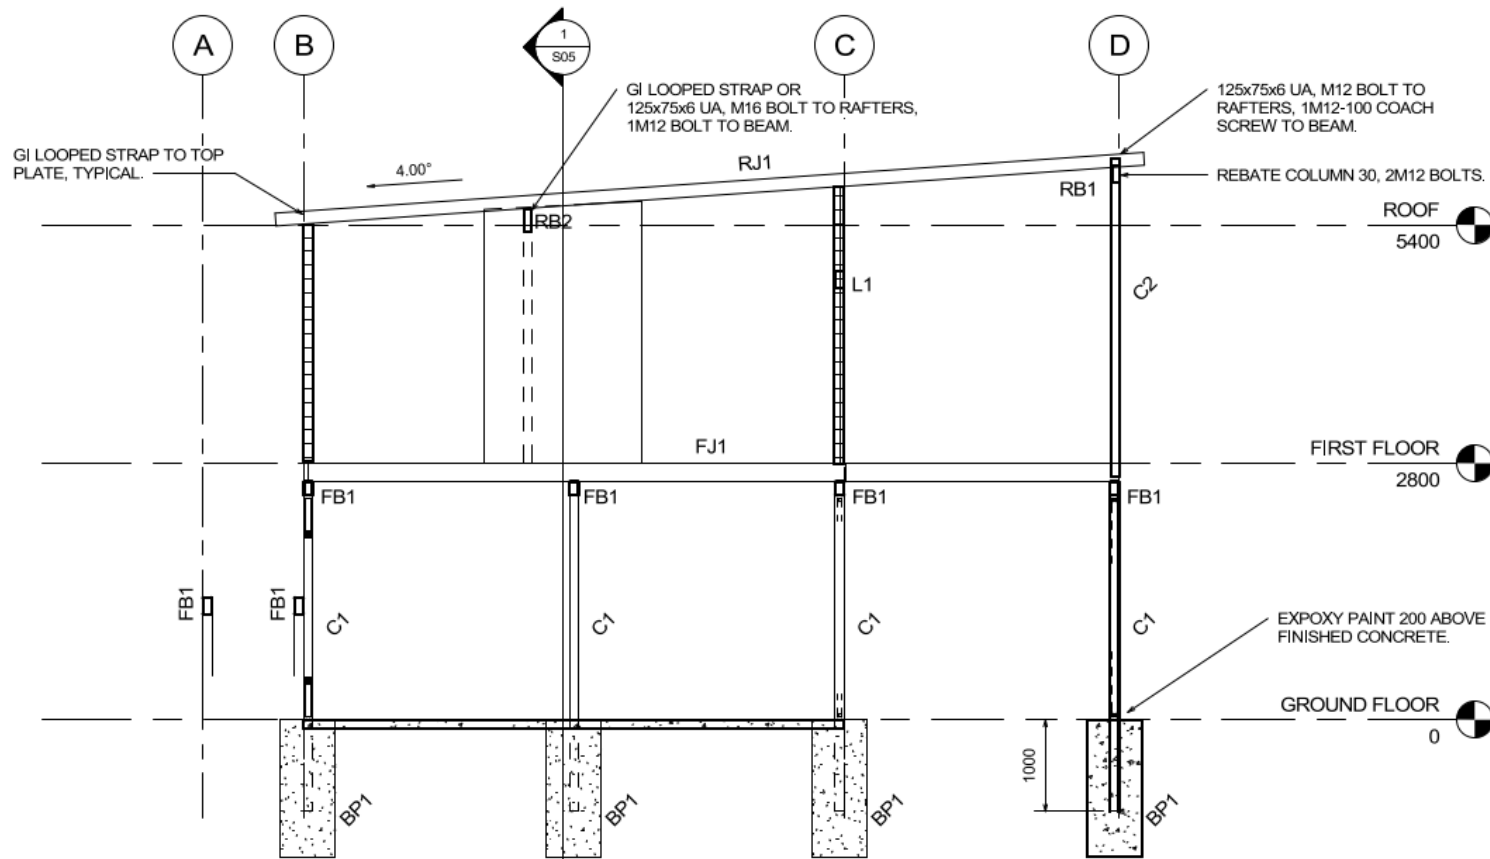 A
B
1
S05
C
D
GI LOOPED STRAP OR
125x75x6 UA, M16 BOLT TO RAFTERS,
1M12 BOLT TO BEAM.
125x75x6 UA, M12 BOLT TO
RAFTERS, 1M12-100 COACH
SCREW TO BEAM.
GI LOOPED STRAP TO TOP
PLATE, TYPICAL.
4.00°
RJ1
RB1
REBATE COLUMN 30, 2M12 BOLTS.
RB2
ROOF
5400
L1
C2
FJ1
FIRST FLOOR
2800
FB1
FB1
FB1
FB1
FB1
FB1
C1
C1
C1
C1
EXPOXY PAINT 200 ABOVE
FINISHED CONCRETE.
GROUND FLOOR
0
1000
BP1
BP1
BP1
BP1